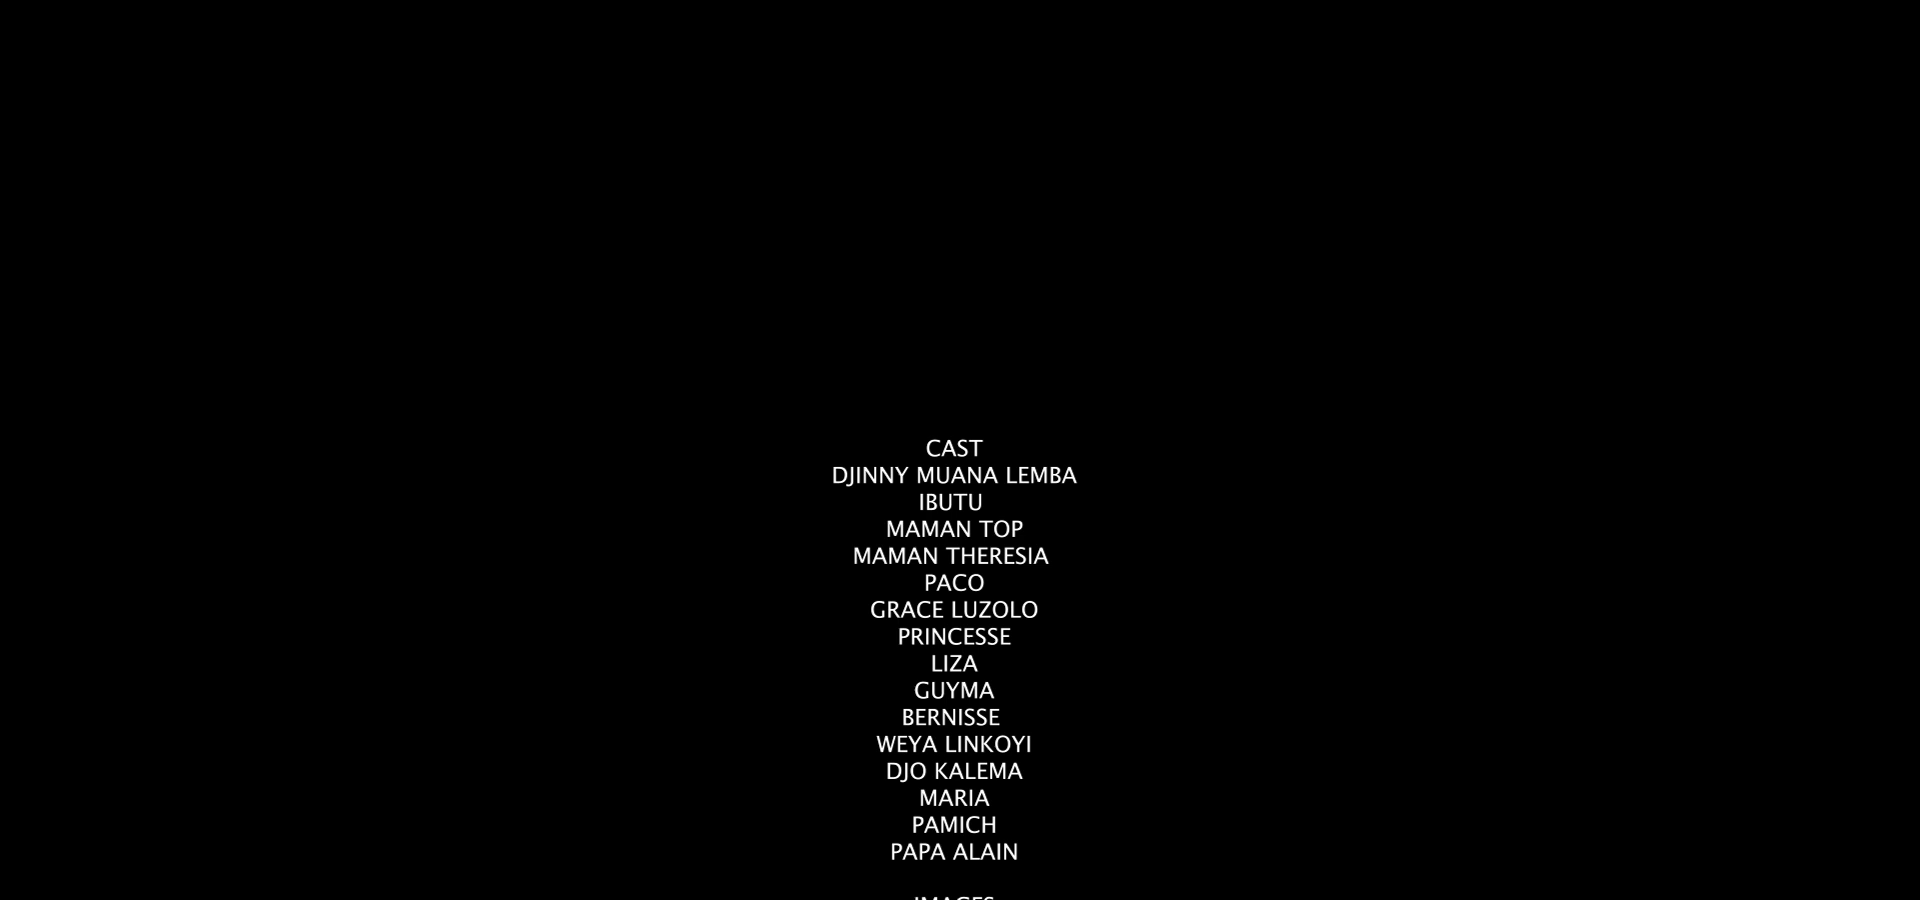 CAST
DJINNY MUANA LEMBA
IBUTU
MAMAN TOP
MAMAN THERESIA
PACO
GRACE LUZOLO
PRINCESSE
LIZA
GUYMA
BERNISSE
WEYA LINKOYI
DJO KALEMA
MARIA
PAMICH
PAPA ALAIN
IMAGES